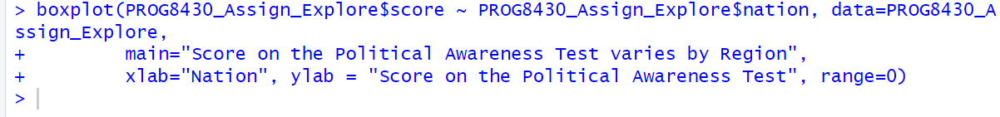 > boxplot(PROG8430_Assign_Explore$score ~ PROG8430_Assign_Explore$nation, data=PROG8430_A
ssign_Explore,
+         main="Score on the Political Awareness Test varies by Region",
+         xlab="Nation", ylab = "Score on the Political Awareness Test", range=0)
>